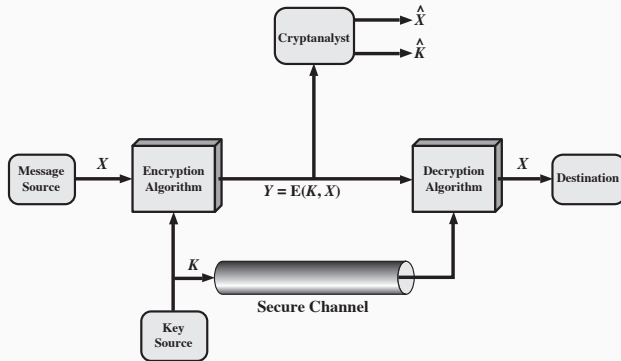 X̂
Cryptanalyst
K̂
Message
Source
X
Encryption
Algorithm
Y = E(K, X)
Decryption
Algorithm
X
Destination
K
Secure Channel
Key
Source